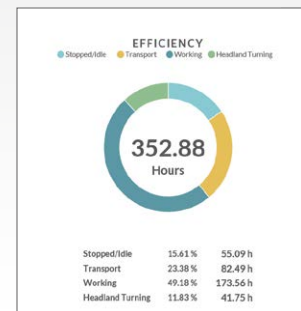 EFFICIENCY
Stopped/Idle Transport Working Headland Turning
352.88
Hours
Stopped/Idle 15.61% 55.09 h
Transport 23.38% 82.49 h
Working 49.18% 173.56 h
Headland Turning 11.83% 41.75 h